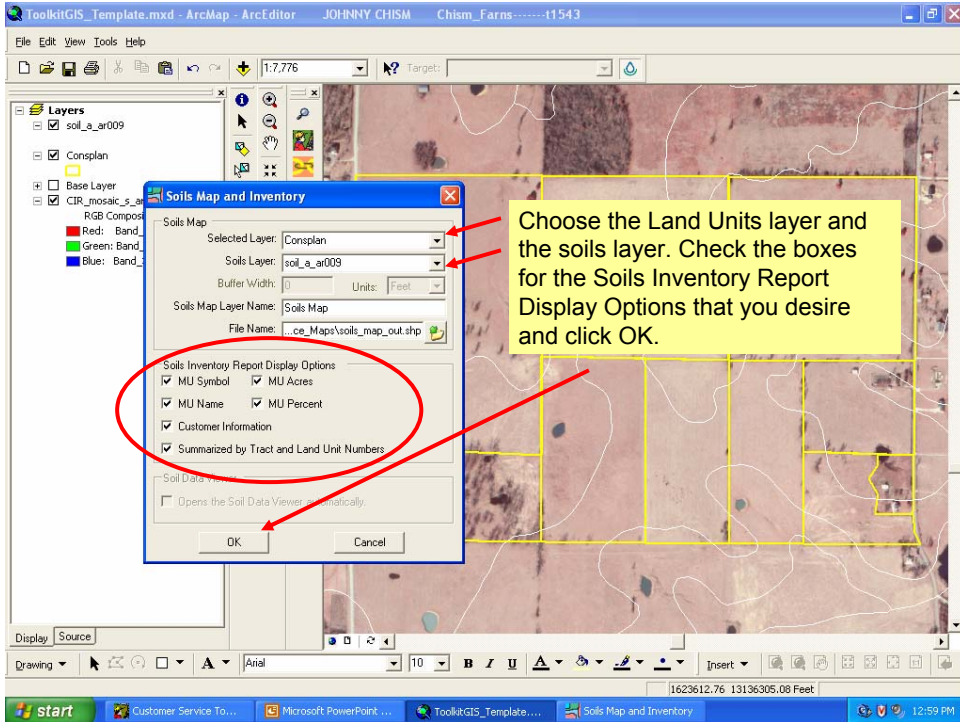 ToolkitGIS_Template.mxd - ArcMap - ArcEditor JOHNNY CHISM Chism_Farns-------t1543
File Edit View Tools Help
1:7,776
Target:
Layers
soil_a_ar009
Consplan
Base Layer
CIR_mosaic_s_ar
RGB Composi
Red: Band_
Green: Band_
Blue: Band_
Soils Map and Inventory
Soils Map
Selected Layer: Consplan
Soils Layer: soil_a_ar009
Buffer Width: 0 Units: Feet
Soils Map Layer Name: Soils Map
File Name: ...ce_Maps\soils_map_out.shp
Soils Inventory Report Display Options
MU Symbol MU Acres
MU Name MU Percent
Customer Information
Summarized by Tract and Land Unit Numbers
Soil Data Viewer
Opens the Soil Data Viewer automatically.
OK Cancel
Choose the Land Units layer and
the soils layer. Check the boxes
for the Soils Inventory Report
Display Options that you desire
and click OK.
Display Source
Drawing A Arial 10 B I U A Insert
1623612.76 13136305.08 Feet
start Customer Service To... Microsoft PowerPoint ... ToolkitGIS_Template.... Soils Map and Inventory 12:59 PM